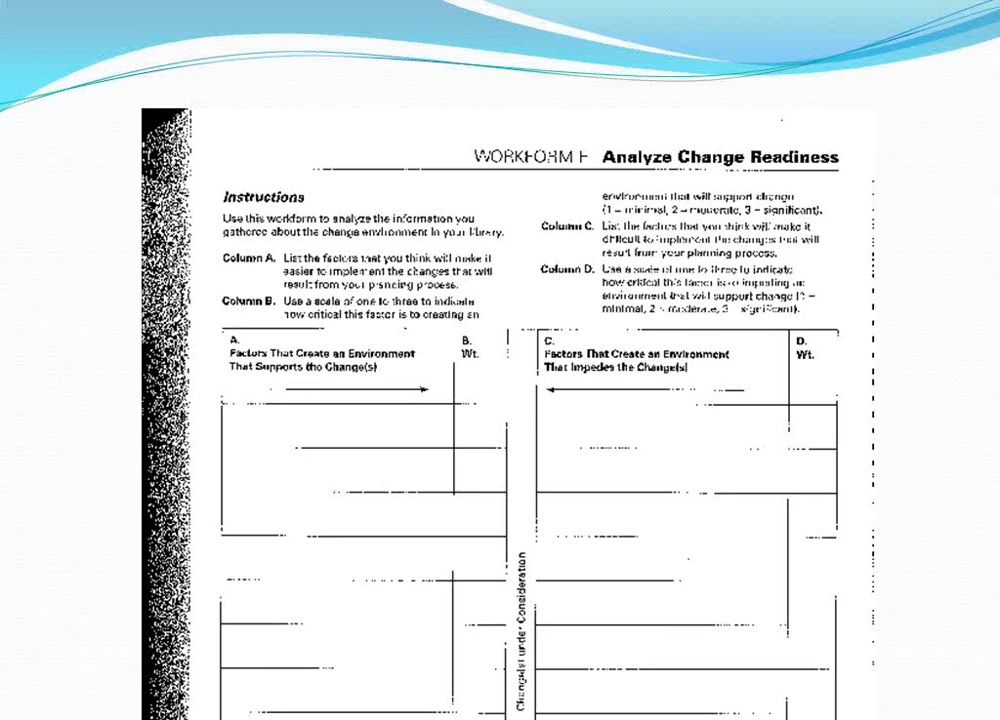 WORKFORM F Analyze Change Readiness
Instructions
Use this workform to analyze the information you
gathered about the change environment in your library.
Column A. List the factors that you think will make it
easier to implement the changes that will
result from your planning process.
Column B. Use a scale of one to three to indicate
how critical this factor is to creating an
environment that will support change
(1 = minimal, 2 = moderate, 3 = significant).
Column C. List the factors that you think will make it
difficult to implement the changes that will
result from your planning process.
Column D. Use a scale of one to three to indicate
how critical this factor is to impeding an
environment that will support change (1 =
minimal, 2 = moderate, 3 = significant).
A.
Factors That Create an Environment
That Supports the Change(s)
B.
Wt.
Change(s) under Consideration
C.
Factors That Create an Environment
That Impedes the Change(s)
D.
Wt.